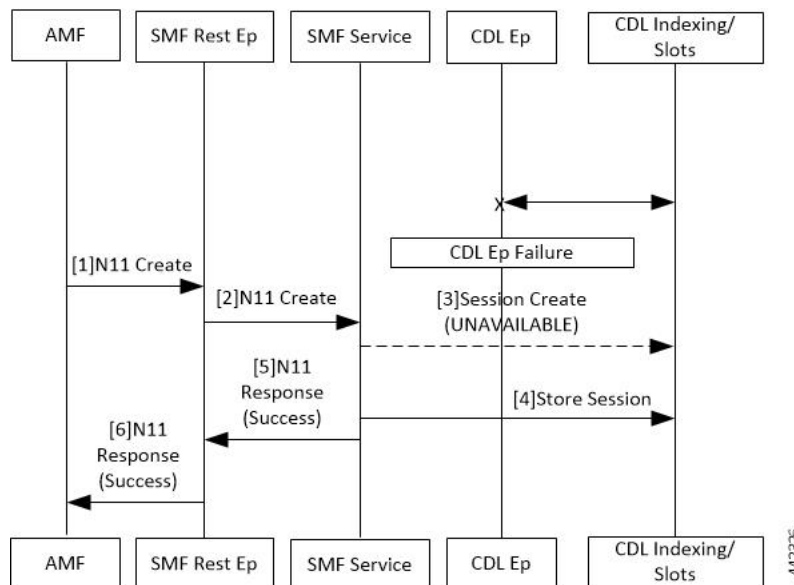 AMF
SMF Rest Ep
SMF Service
CDL Ep
CDL Indexing/
Slots
X
CDL Ep Failure
[1]N11 Create
[2]N11 Create
[3]Session Create
(UNAVAILABLE)
[4]Store Session
[5]N11
Response
(Success)
[6]N11
Response
(Success)
AMF
SMF Rest Ep
SMF Service
CDL Ep
CDL Indexing/
Slots